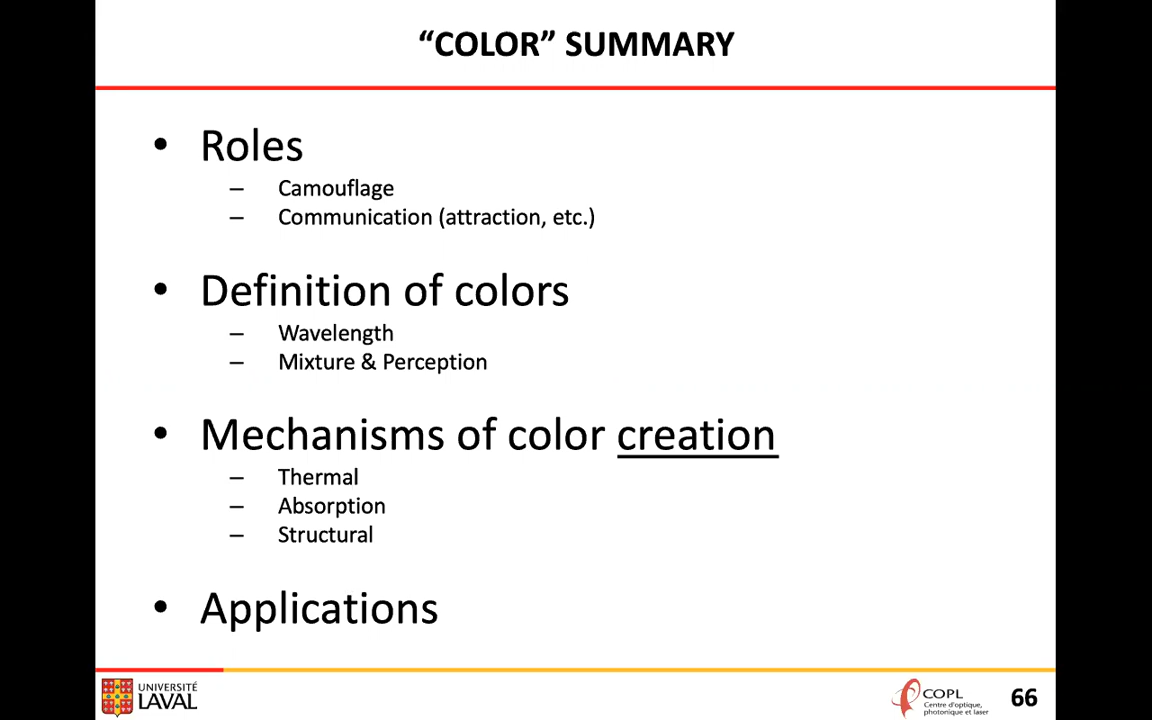 “COLOR” SUMMARY
• Roles
– Camouflage
– Communication (attraction, etc.)
• Definition of colors
– Wavelength
– Mixture & Perception
• Mechanisms of color creation
– Thermal
– Absorption
– Structural
• Applications
UNIVERSITÉ
LAVAL
COPL
Centre d'optique,
photonique et laser
66